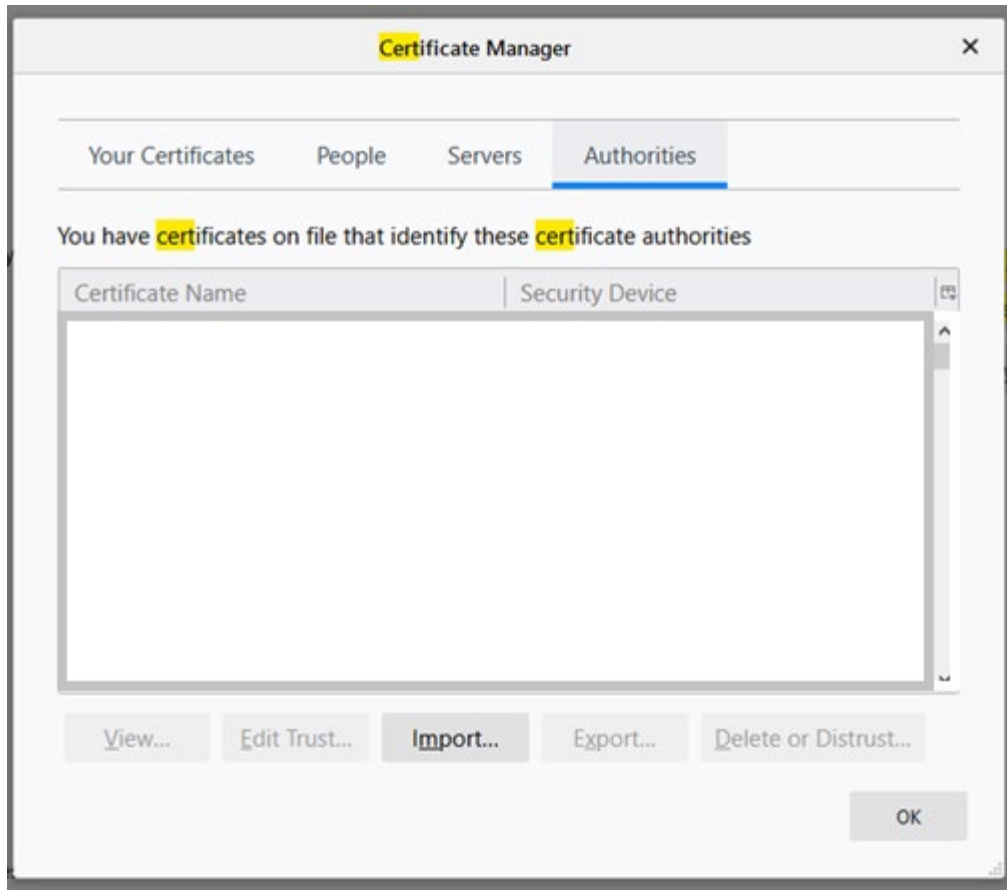 Certificate Manager
Your Certificates People Servers Authorities
You have certificates on file that identify these certificate authorities
Certificate Name Security Device
View... Edit Trust... Import... Export... Delete or Distrust...
OK